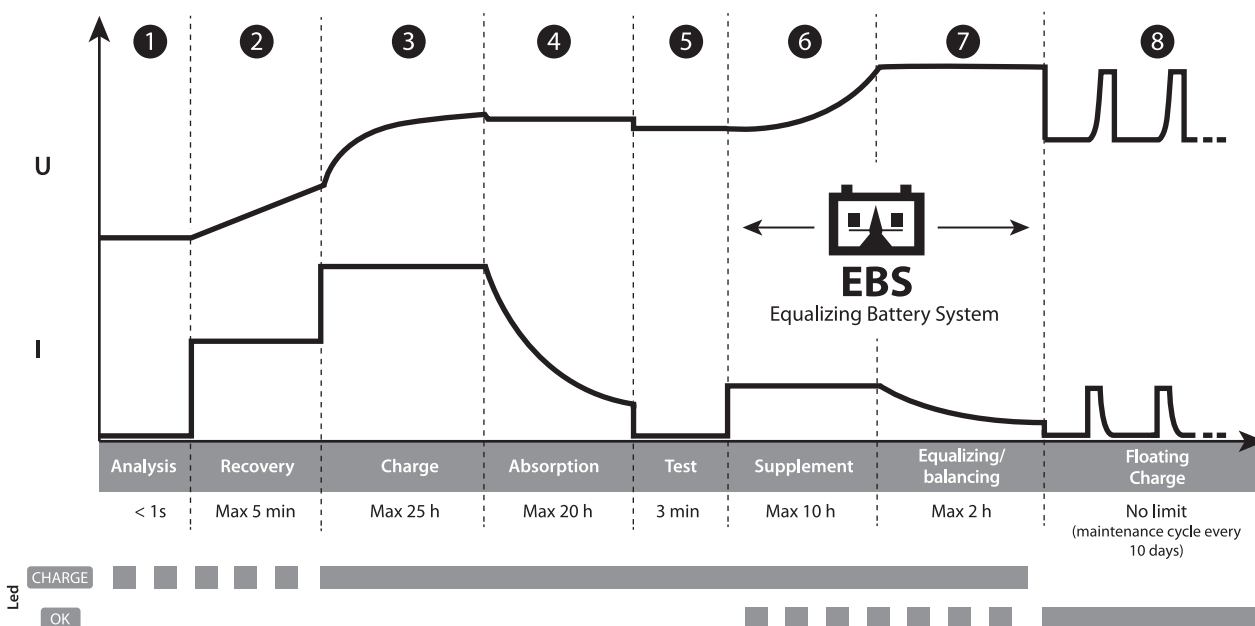 1 2 3 4 5 6 7 8
U
EBS
Equalizing Battery System
I
Analysis Recovery Charge Absorption Test Supplement Equalizing/ balancing Floating Charge
< 1s Max 5 min Max 25 h Max 20 h 3 min Max 10 h Max 2 h No limit
(maintenance cycle every
10 days)
Led
CHARGE
OK